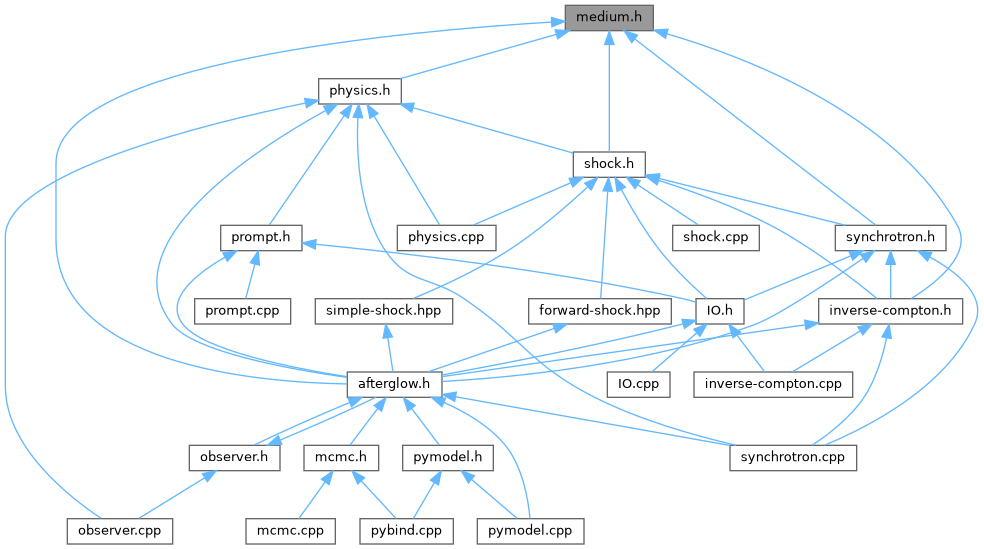 medium.h
physics.h
shock.h
prompt.h
physics.cpp
shock.cpp
synchrotron.h
prompt.cpp
simple-shock.hpp
forward-shock.hpp
IO.h
inverse-compton.h
afterglow.h
IO.cpp
inverse-compton.cpp
observer.h
mcmc.h
pymodel.h
synchrotron.cpp
observer.cpp
mcmc.cpp
pybind.cpp
pymodel.cpp